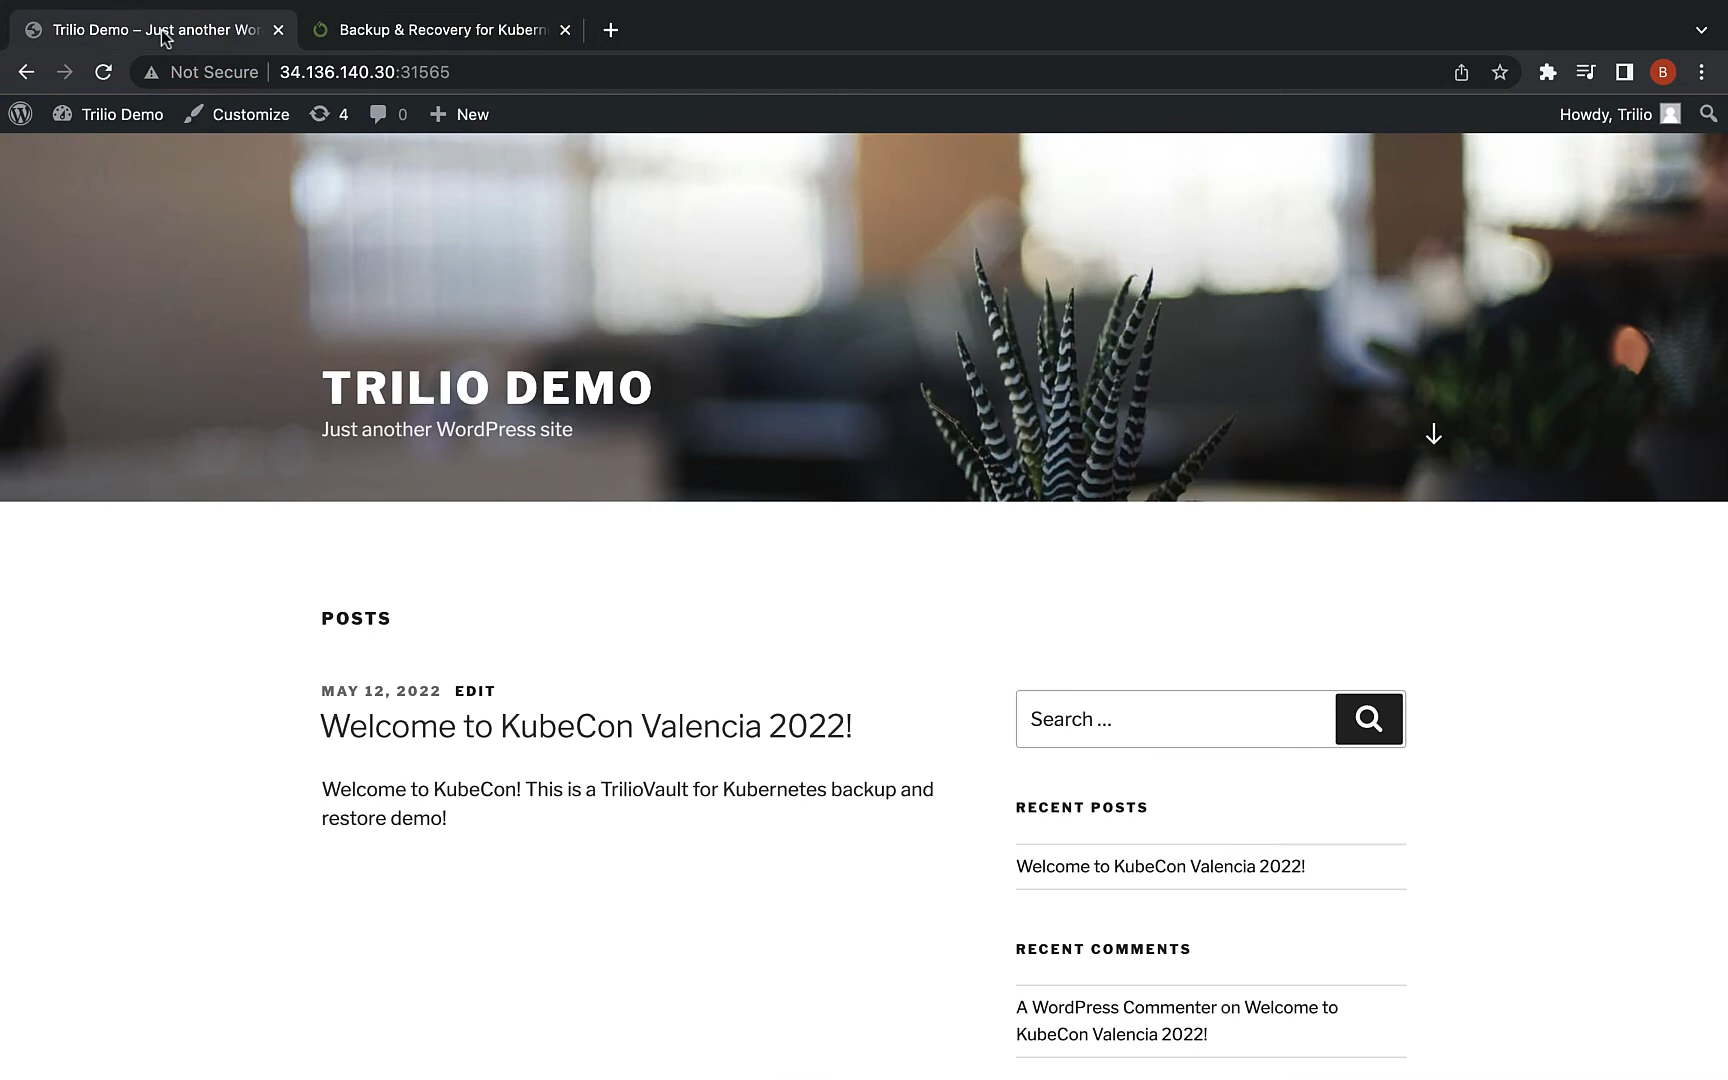 Trilio Demo – Just another Wor
Backup & Recovery for Kubern
Not Secure
34.136.140.30:31565
B
Trilio Demo
Customize
4
0
New
Howdy, Trilio
TRILIO DEMO
Just another WordPress site
POSTS
MAY 12, 2022 EDIT
Welcome to KubeCon Valencia 2022!
Welcome to KubeCon! This is a TrilioVault for Kubernetes backup and
restore demo!
Search ...
RECENT POSTS
Welcome to KubeCon Valencia 2022!
RECENT COMMENTS
A WordPress Commenter on Welcome to
KubeCon Valencia 2022!